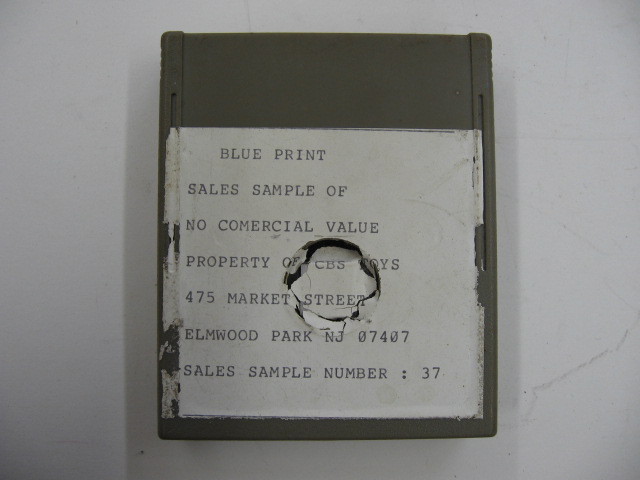 BLUE PRINT
SALES SAMPLE OF
NO COMERCIAL VALUE
PROPERTY OF CBS TOYS
475 MARKET STREET
ELMWOOD PARK NJ 07407
SALES SAMPLE NUMBER : 37